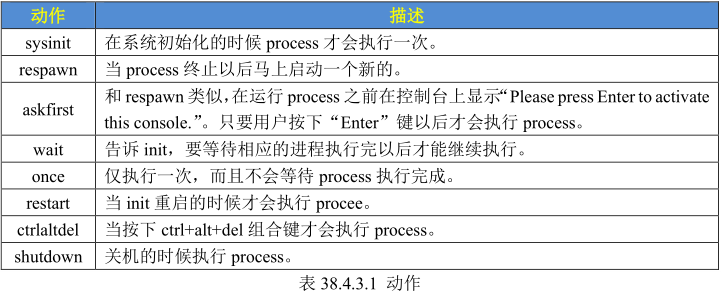 动作 描述
sysinit 在系统初始化的时候 process 才会执行一次。
respawn 当 process 终止以后马上启动一个新的。
askfirst 和 respawn 类似，在运行 process 之前在控制台上显示“Please press Enter to activate
this console.”。只要用户按下“Enter”键以后才会执行 process。
wait 告诉 init，要等待相应的进程执行完以后才能继续执行。
once 仅执行一次，而且不会等待 process 执行完成。
restart 当 init 重启的时候才会执行 procee。
ctrlaltdel 当按下 ctrl+alt+del 组合键才会执行 process。
shutdown 关机的时候执行 process。
表 38.4.3.1 动作